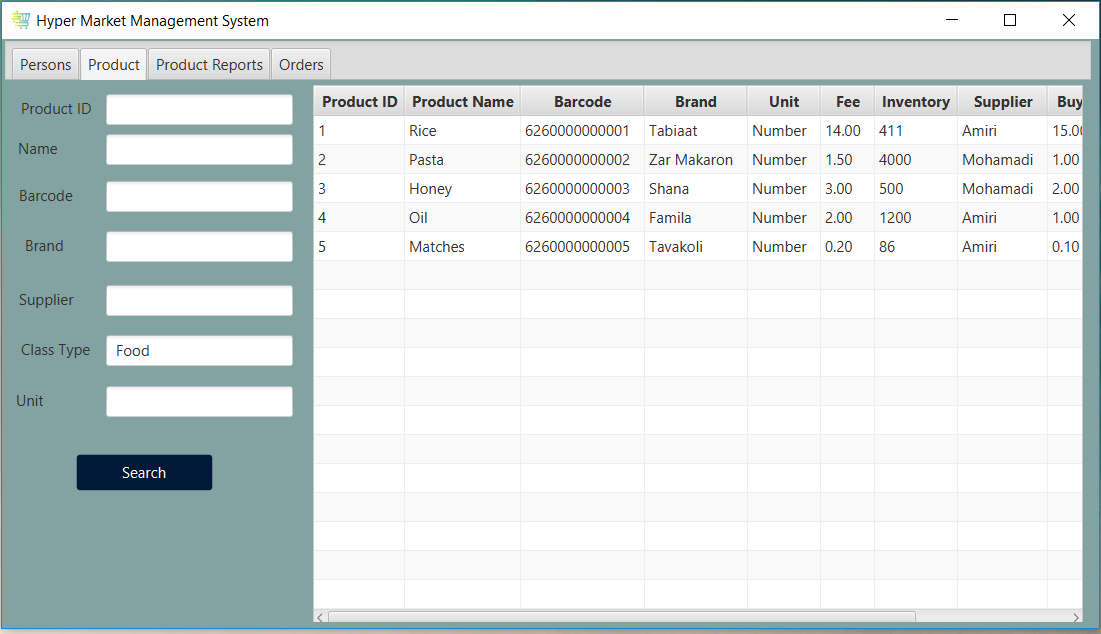 Hyper Market Management System
Persons Product Product Reports Orders
Product ID
Name
Barcode
Brand
Supplier
Class Type Food
Unit
Search
Product ID Product Name Barcode Brand Unit Fee Inventory Supplier Buy
1 Rice 6260000000001 Tabiaat Number 14.00 411 Amiri 15.00
2 Pasta 6260000000002 Zar Makaron Number 1.50 4000 Mohamadi 1.00
3 Honey 6260000000003 Shana Number 3.00 500 Mohamadi 2.00
4 Oil 6260000000004 Famila Number 2.00 1200 Amiri 1.00
5 Matches 6260000000005 Tavakoli Number 0.20 86 Amiri 0.10